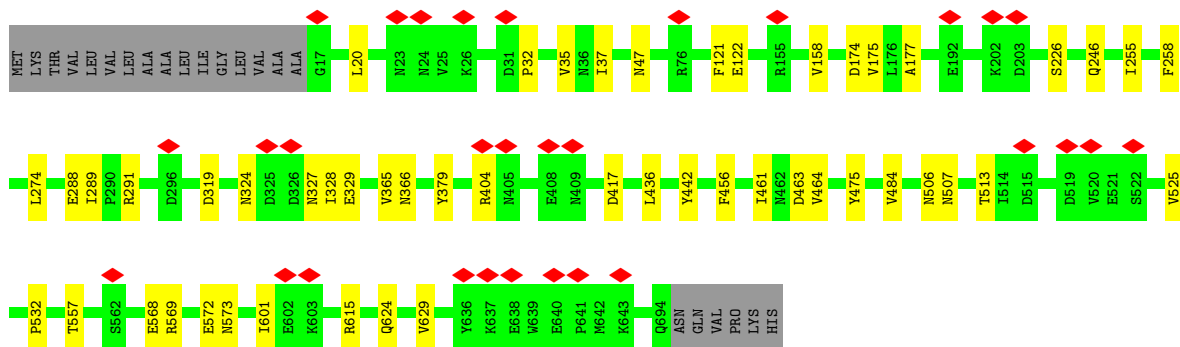 MET LYS THR VAL LEU VAL LEU ALA ALA LEU ILE GLY LEU VAL ALA ALA G17 L20 N23 N24 V25 K26 D31 P32 V35 N36 I37 N47 R76 F121 E122 R155 V158 D174 V175 L176 A177 E192 K202 D203 S226 Q246 I255 F258
L274 E288 I289 P290 R291 D296 D319 N324 D325 D326 N327 I328 E329 V365 N366 Y379 R404 N405 E408 N409 D417 L436 Y442 F456 I461 N462 D463 V464 Y475 V484 N506 N507 T513 I514 D515 D519 V520 E521 S522 V525
P532 T557 S562 E568 R569 E572 N573 I601 E602 K603 R615 Q624 V629 Y636 K637 E638 W639 E640 P641 M642 K643 Q694 ASN GLN VAL PRO LYS HIS